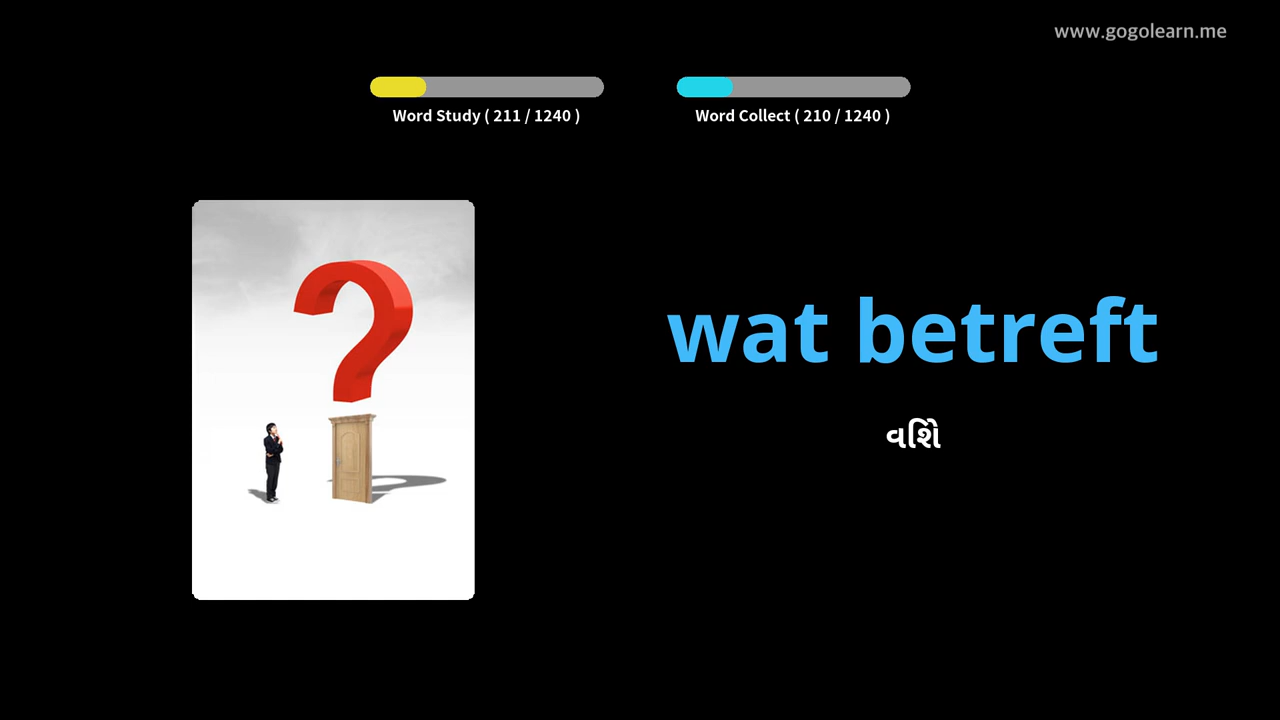 www.gogolearn.me
Word Study ( 211 / 1240 )
Word Collect ( 210 / 1240 )
wat betreft
વિશે